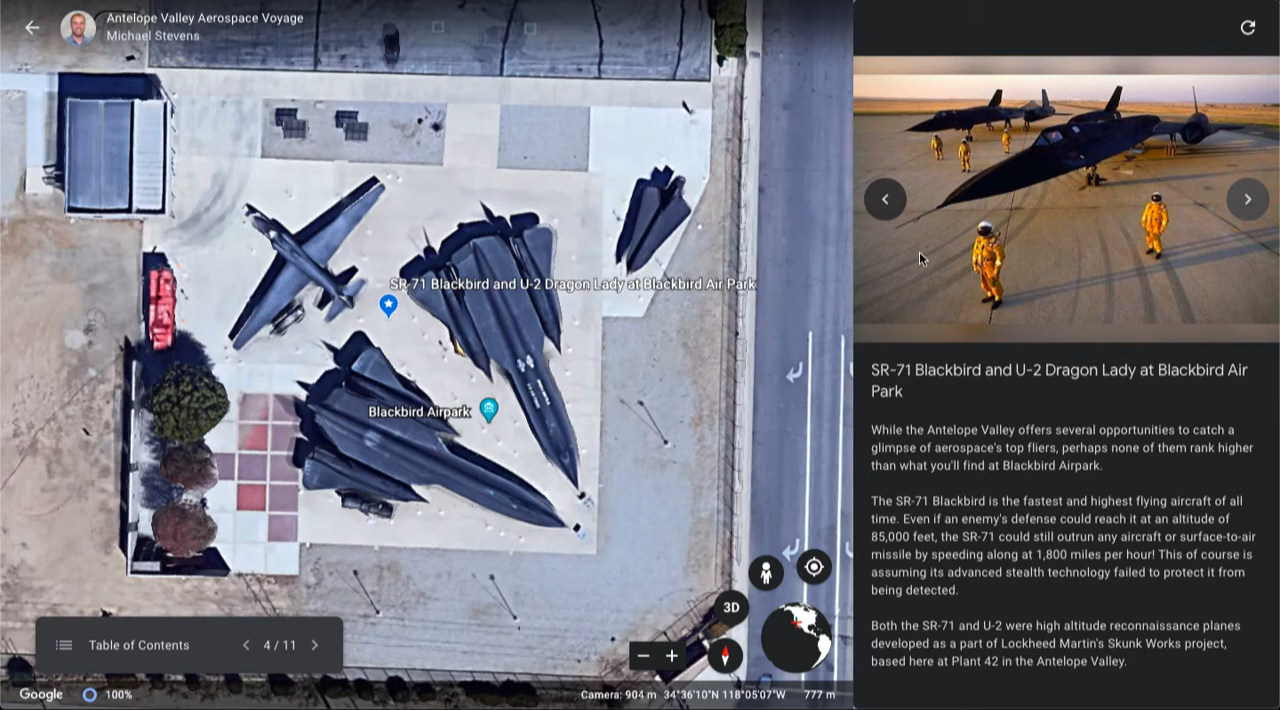 Antelope Valley Aerospace Voyage
Michael Stevens
SR-71 Blackbird and U-2 Dragon Lady at Blackbird Air Park
Blackbird Airpark
3D
Table of Contents
4 / 11
Google
100%
Camera: 904 m 34°36'10"N 118°05'07"W 777 m
SR-71 Blackbird and U-2 Dragon Lady at Blackbird Air
Park
While the Antelope Valley offers several opportunities to catch a
glimpse of aerospace's top fliers, perhaps none of them rank higher
than what you'll find at Blackbird Airpark.
The SR-71 Blackbird is the fastest and highest flying aircraft of all
time. Even if an enemy's defense could reach it at an altitude of
85,000 feet, the SR-71 could still outrun any aircraft or surface-to-air
missile by speeding along at 1,800 miles per hour! This of course is
assuming its advanced stealth technology failed to protect it from
being detected.
Both the SR-71 and U-2 were high altitude reconnaissance planes
developed as a part of Lockheed Martin's Skunk Works project,
based here at Plant 42 in the Antelope Valley.